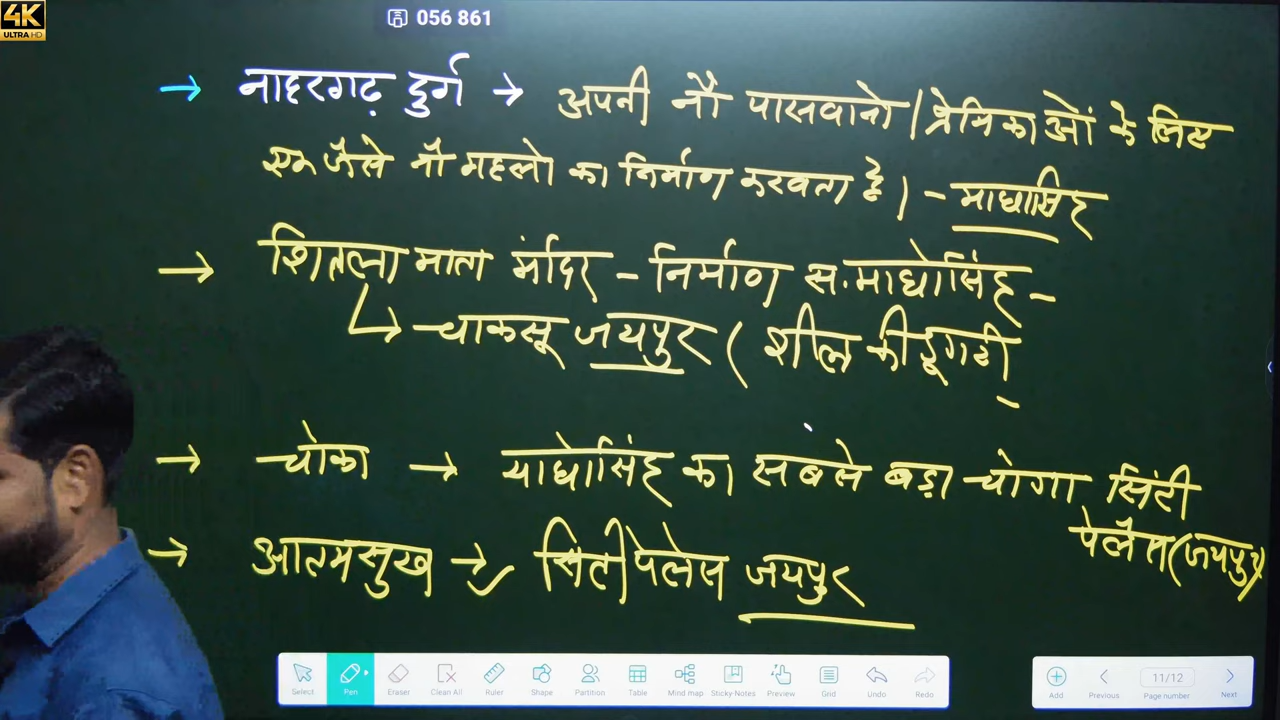 4K
ULTRA HD
056 861
→ नाहरगढ़ दुर्ग → अपनी नौ पासवानो / प्रेमिकाओं के लिए
एक जैसे नौ महलो का निर्माण करवाता है। - माधोसिंह
→ शितला माता मंदिर - निर्माण स.माधोसिंह -
↳ चाकसू जयपुर ( शील की डूंगरी )
→ चोका → माधोसिंह का सबसे बड़ा चोगा सिटी
पेलेस (जयपुर)
→ आत्मसुख → सिटीपेलेस जयपुर
Select Pen Eraser Clean All Ruler Shape Partition Table Mind map Sticky-Notes Preview Grid Undo Redo Add Previous 11/12 Page number Next